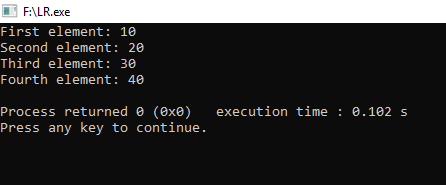 F:\LR.exe
First element: 10
Second element: 20
Third element: 30
Fourth element: 40
Process returned 0 (0x0)   execution time : 0.102 s
Press any key to continue.